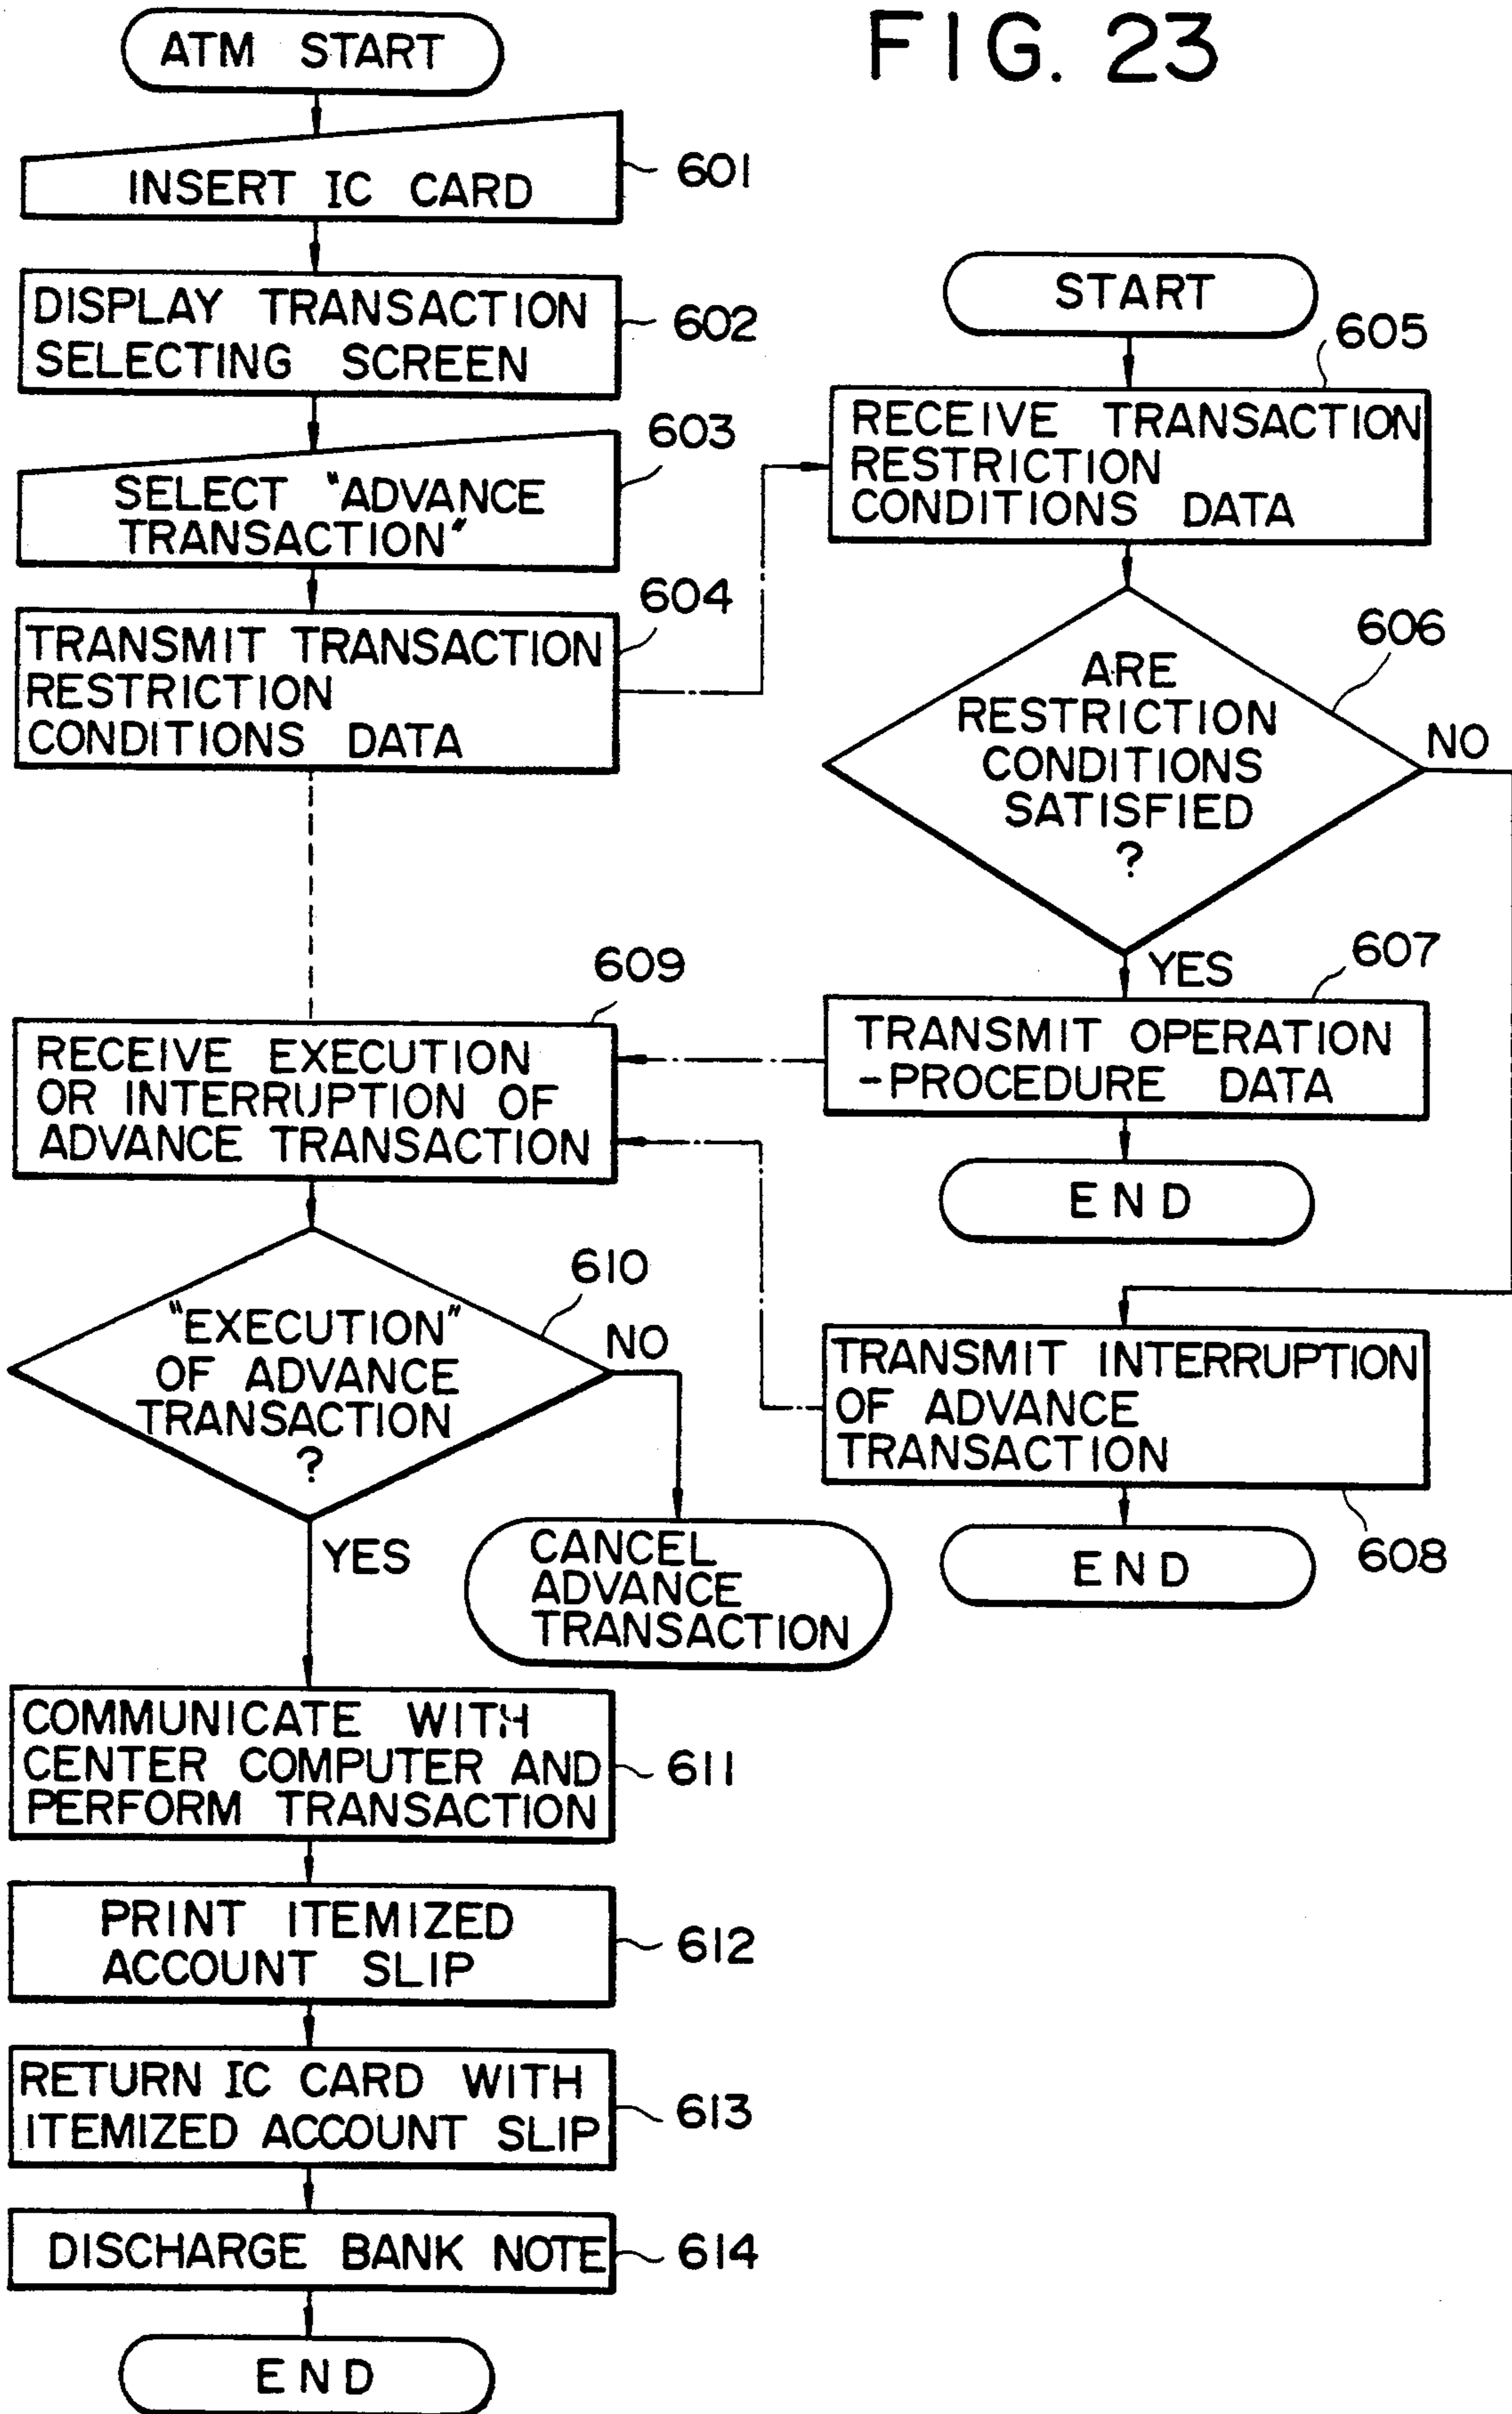 FIG. 23
ATM START
INSERT IC CARD
601
DISPLAY TRANSACTION
SELECTING SCREEN
602
603
SELECT "ADVANCE
TRANSACTION"
604
TRANSMIT TRANSACTION
RESTRICTION
CONDITIONS DATA
START
605
RECEIVE TRANSACTION
RESTRICTION
CONDITIONS DATA
606
ARE
RESTRICTION
CONDITIONS
SATISFIED
?
NO
YES
607
TRANSMIT OPERATION
-PROCEDURE DATA
END
TRANSMIT INTERRUPTION
OF ADVANCE
TRANSACTION
608
END
609
RECEIVE EXECUTION
OR INTERRUPTION OF
ADVANCE TRANSACTION
610
"EXECUTION"
OF ADVANCE
TRANSACTION
?
NO
YES
CANCEL
ADVANCE
TRANSACTION
COMMUNICATE WITH
CENTER COMPUTER AND
PERFORM TRANSACTION
611
PRINT ITEMIZED
ACCOUNT SLIP
612
RETURN IC CARD WITH
ITEMIZED ACCOUNT SLIP
613
DISCHARGE BANK NOTE
614
END